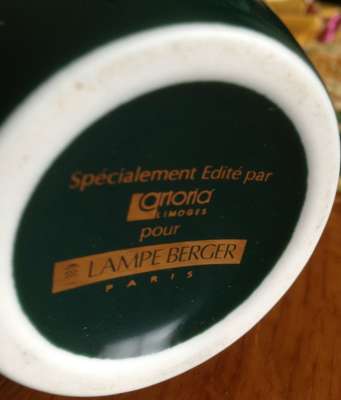 Spécialement Edité par
artoria
LIMOGES
pour
LAMPE BERGER
PARIS